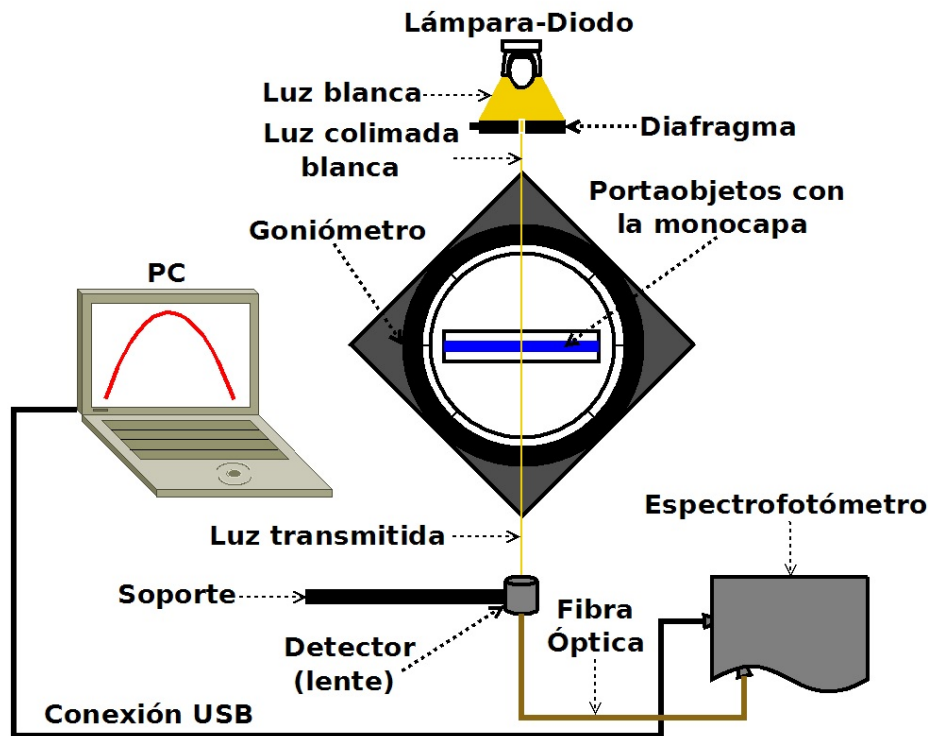 Lámpara-Diodo
Luz blanca
Luz colimada
blanca
Diafragma
Portaobjetos con
la monocapa
Goniómetro
PC
Espectrofotómetro
Luz transmitida
Soporte
Detector
(lente)
Fibra
Óptica
Conexión USB